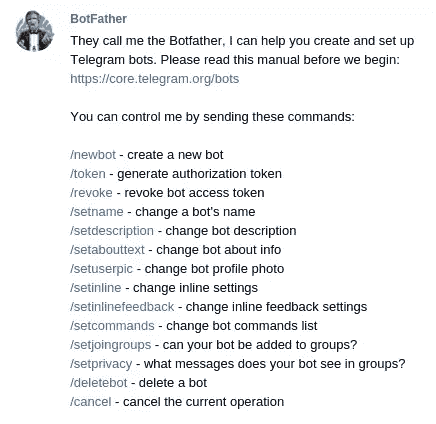 BotFather
They call me the Botfather, I can help you create and set up
Telegram bots. Please read this manual before we begin:
https://core.telegram.org/bots
You can control me by sending these commands:
/newbot - create a new bot
/token - generate authorization token
/revoke - revoke bot access token
/setname - change a bot's name
/setdescription - change bot description
/setabouttext - change bot about info
/setuserpic - change bot profile photo
/setinline - change inline settings
/setinlinefeedback - change inline feedback settings
/setcommands - change bot commands list
/setjoingroups - can your bot be added to groups?
/setprivacy - what messages does your bot see in groups?
/deletebot - delete a bot
/cancel - cancel the current operation